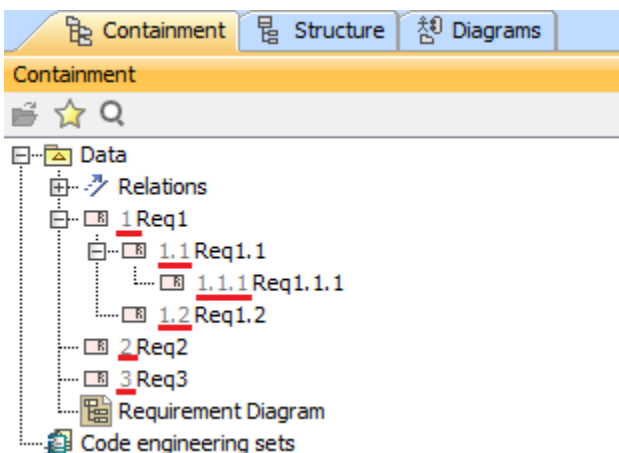 Containment Structure Diagrams
Containment
Data
Relations
1 Req1
1.1 Req1.1
1.1.1 Req1.1.1
1.2 Req1.2
2 Req2
3 Req3
Requirement Diagram
Code engineering sets